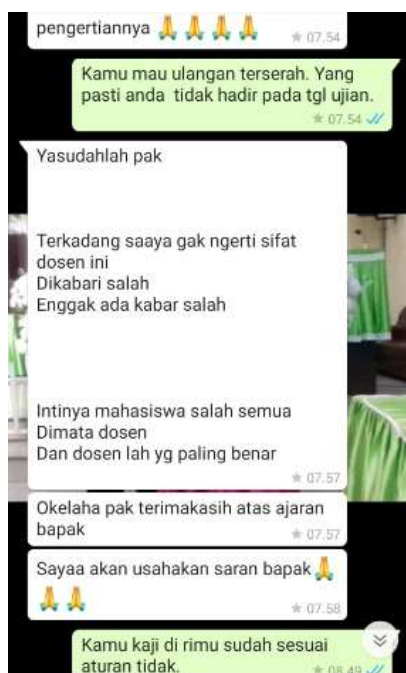 pengertiannya 🙏🙏🙏🙏
★ 07.54
Kamu mau ulangan terserah. Yang
pasti anda tidak hadir pada tgl ujian.
★ 07.54
Yasudahlah pak
Terkadang saaya gak ngerti sifat
dosen ini
Dikabari salah
Enggak ada kabar salah
Intinya mahasiswa salah semua
Dimata dosen
Dan dosen lah yg paling benar
★ 07.57
Okelaha pak terimakasih atas ajaran
bapak
★ 07.57
Sayaa akan usahakan saran bapak🙏
🙏🙏
★ 07.58
Kamu kaji di rimu sudah sesuai
aturan tidak.
★ 08.49